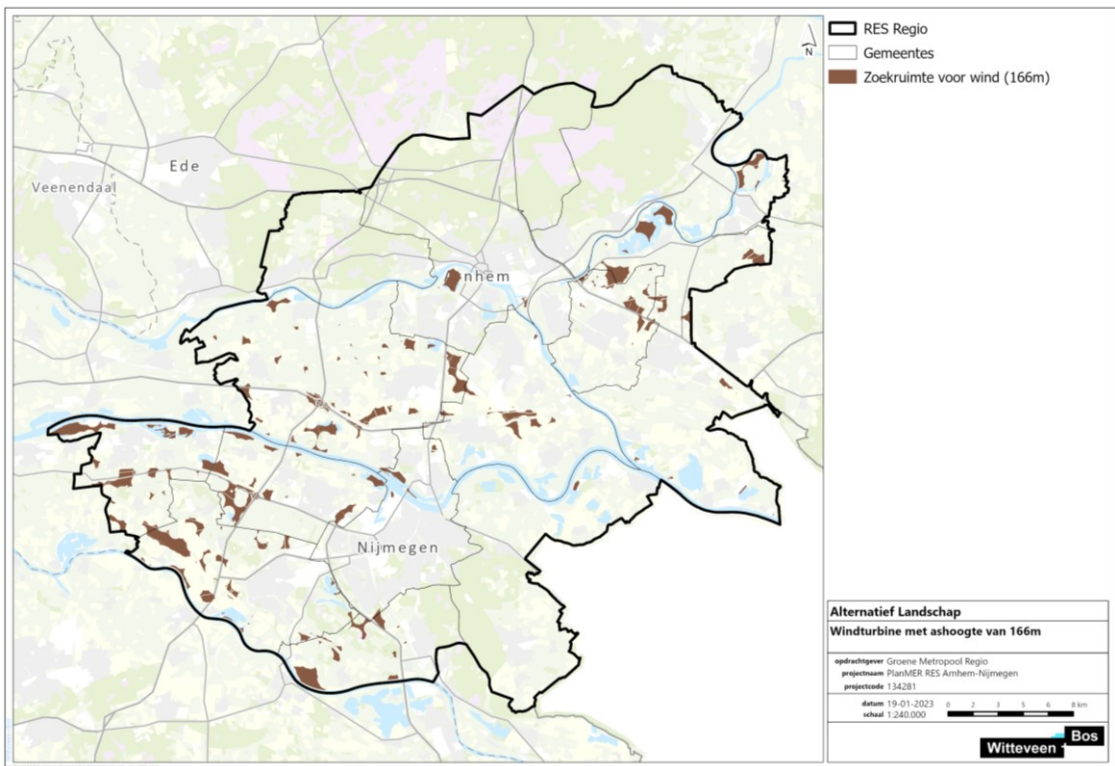 RES Regio
Gemeentes
Zoekruimte voor wind (166m)
N
Ede
Veenendaal
nhem
Nijmegen
Alternatief Landschap
Windturbine met ashoogte van 166m
opdrachtgever Groene Metropool Regio
projectnaam PlanMER RES Arnhem-Nijmegen
projectcode 134281
datum 19-01-2023
schaal 1:240.000
0 2 3 5 6 8 km
Witteveen Bos